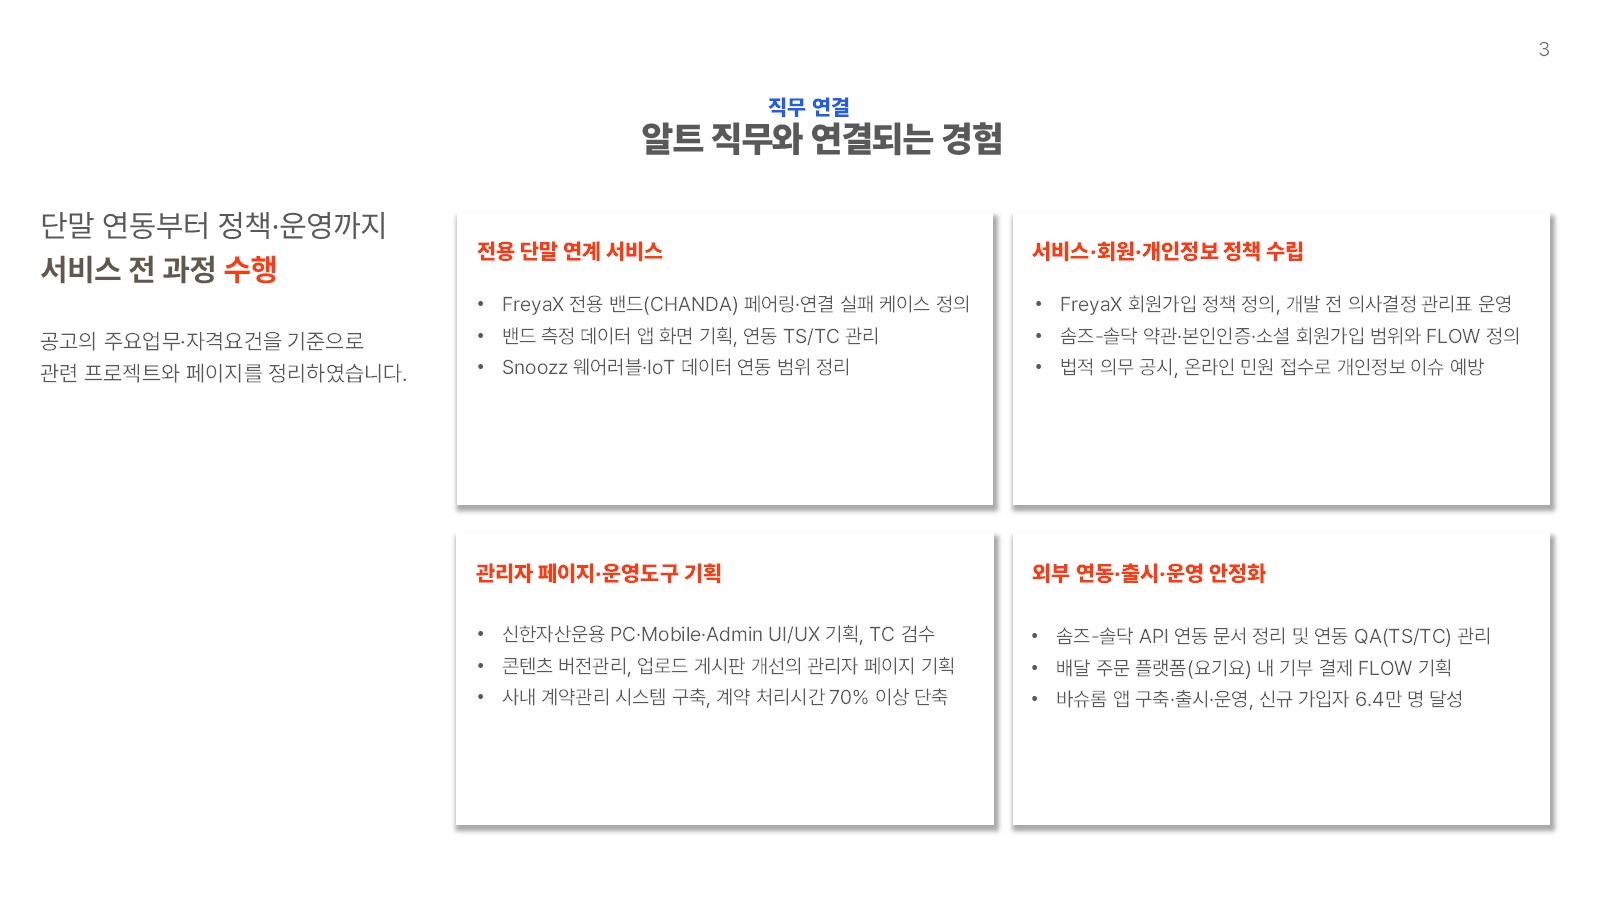 3
직무 연결
알트 직무와 연결되는 경험
단말 연동부터 정책·운영까지
서비스 전 과정 수행
공고의 주요업무·자격요건을 기준으로
관련 프로젝트와 페이지를 정리하였습니다.
전용 단말 연계 서비스
• FreyaX 전용 밴드(CHANDA) 페어링·연결 실패 케이스 정의
• 밴드 측정 데이터 앱 화면 기획, 연동 TS/TC 관리
• Snoozz 웨어러블·IoT 데이터 연동 범위 정리
서비스·회원·개인정보 정책 수립
• FreyaX 회원가입 정책 정의, 개발 전 의사결정 관리표 운영
• 솜즈-솔닥 약관·본인인증·소셜 회원가입 범위와 FLOW 정의
• 법적 의무 공시, 온라인 민원 접수로 개인정보 이슈 예방
관리자 페이지·운영도구 기획
• 신한자산운용 PC·Mobile·Admin UI/UX 기획, TC 검수
• 콘텐츠 버전관리, 업로드 게시판 개선의 관리자 페이지 기획
• 사내 계약관리 시스템 구축, 계약 처리시간 70% 이상 단축
외부 연동·출시·운영 안정화
• 솜즈-솔닥 API 연동 문서 정리 및 연동 QA(TS/TC) 관리
• 배달 주문 플랫폼(요기요) 내 기부 결제 FLOW 기획
• 바슈롬 앱 구축·출시·운영, 신규 가입자 6.4만 명 달성